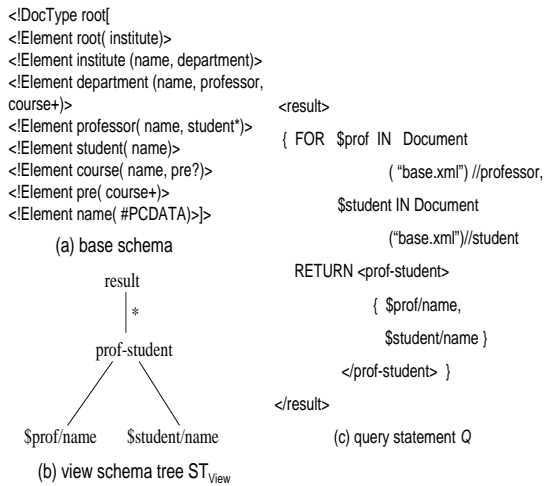 <!DocType root[
<!Element root( institute)>
<!Element institute (name, department)>
<!Element department (name, professor,
course+)>
<!Element professor( name, student*)>
<!Element student( name)>
<!Element course( name, pre?)>
<!Element pre( course+)>
<!Element name( #PCDATA)>]>
(a) base schema
result
*
prof-student
$prof/name $student/name
(b) view schema tree STView
<result>
{ FOR $prof IN Document
( “base.xml”) //professor,
$student IN Document
(“base.xml”)//student
RETURN <prof-student>
{ $prof/name,
$student/name }
</prof-student> }
</result>
(c) query statement Q